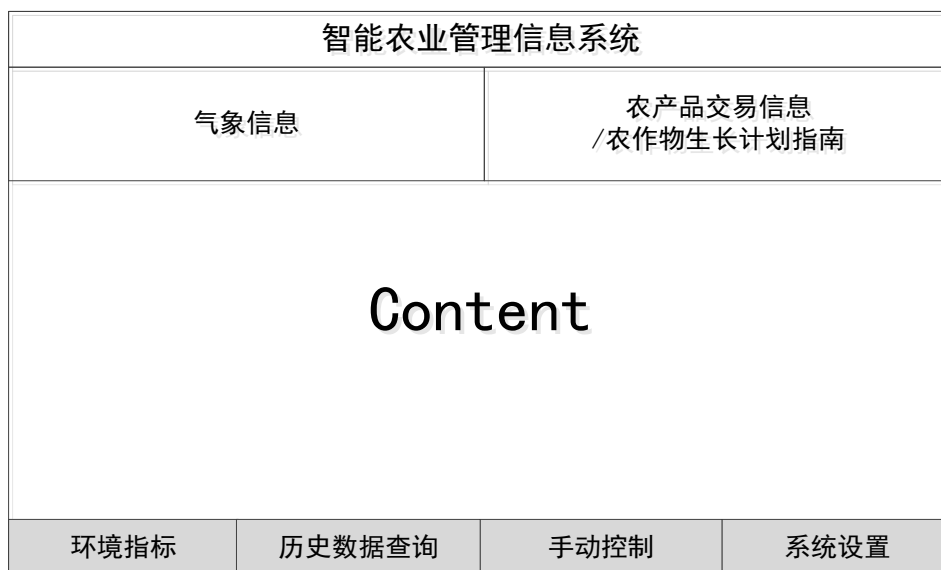 智能农业管理信息系统
气象信息
农产品交易信息
/农作物生长计划指南
Content
环境指标
历史数据查询
手动控制
系统设置